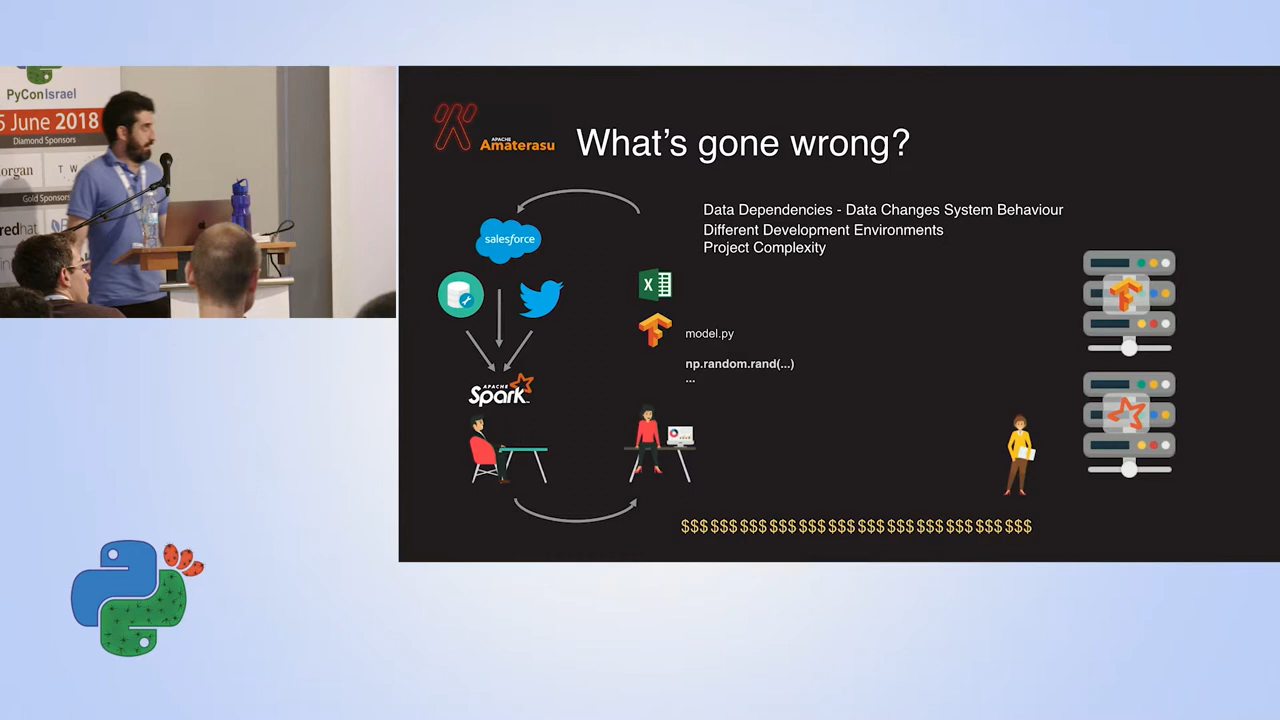 PyConIsrael
5 June 2018
Diamond Sponsors
organ
T W
Gold Sponsors
redhat
APACHE
Amaterasu
What's gone wrong?
Data Dependencies - Data Changes System Behaviour
Different Development Environments
Project Complexity
salesforce
X
model.py
np.random.rand(...)
...
APACHE
Spark
$$$$$$$$$$$$$$$$$$$$$$$$$$$$$$$$$$$$